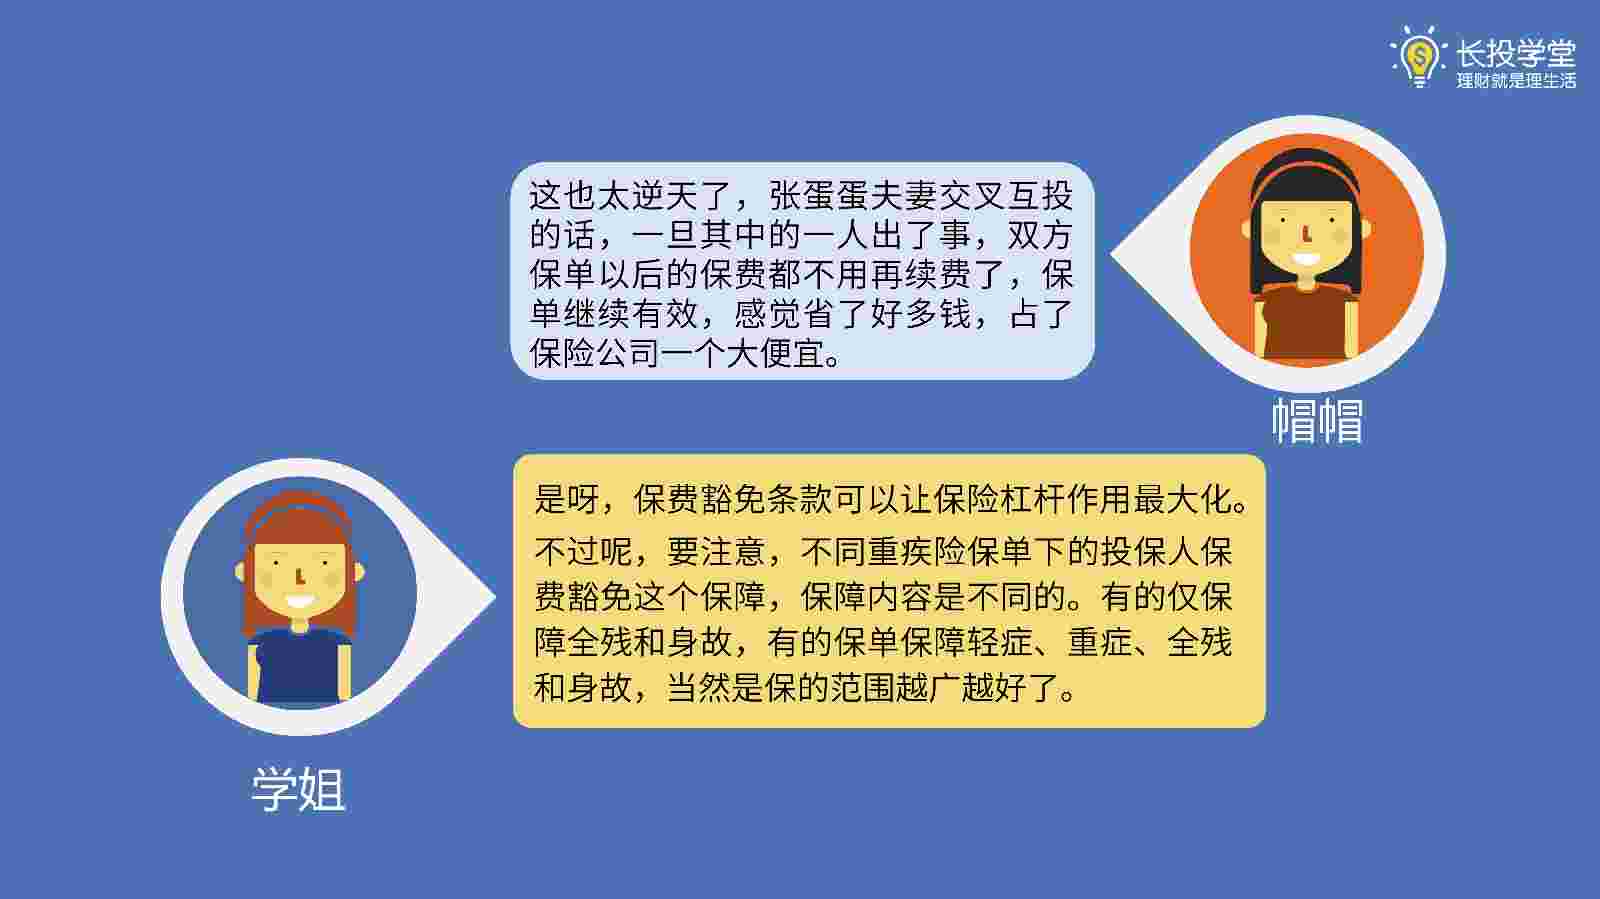 长投学堂
理财就是理生活
这也太逆天了，张蛋蛋夫妻交叉互投
的话，一旦其中的一人出了事，双方
保单以后的保费都不用再续费了，保
单继续有效，感觉省了好多钱，占了
保险公司一个大便宜。
帽帽
是呀，保费豁免条款可以让保险杠杆作用最大化。
不过呢，要注意，不同重疾险保单下的投保人保
费豁免这个保障，保障内容是不同的。有的仅保
障全残和身故，有的保单保障轻症、重症、全残
和身故，当然是保的范围越广越好了。
学姐